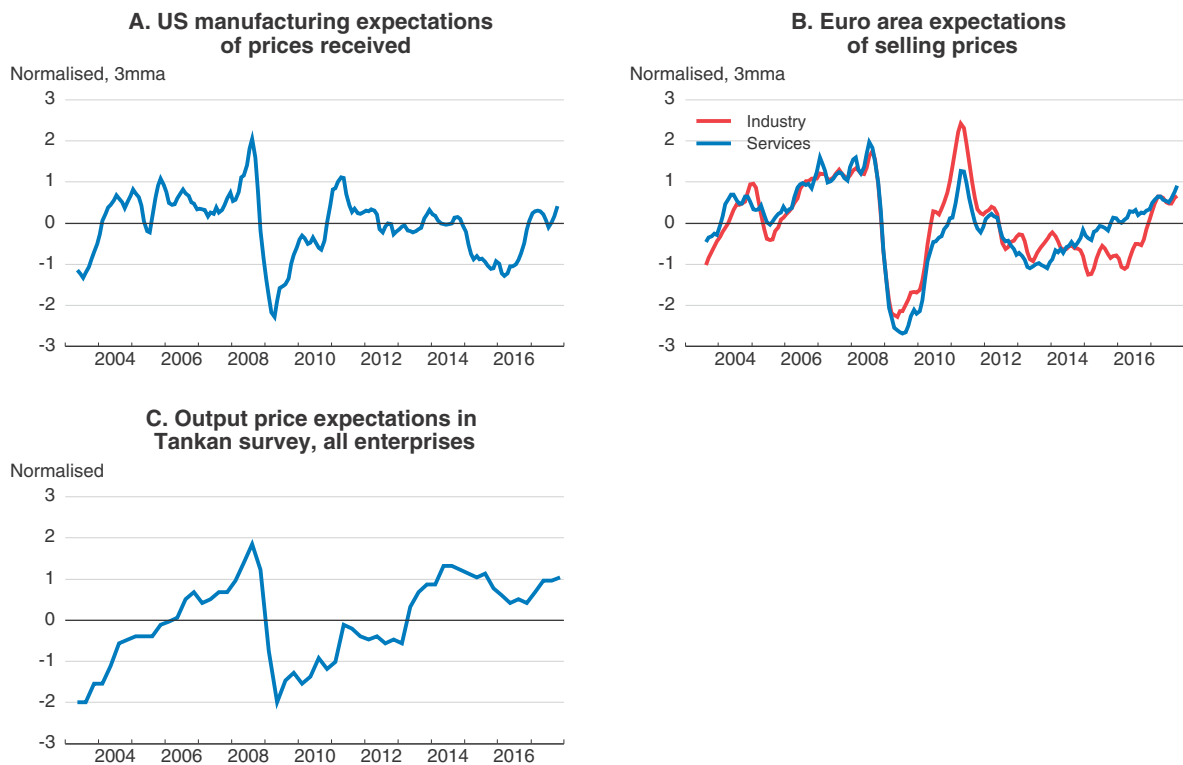 A. US manufacturing expectations
of prices received
Normalised, 3mma
3
2
1
0
-1
-2
-3
2004 2006 2008 2010 2012 2014 2016
B. Euro area expectations
of selling prices
Normalised, 3mma
3
2
1
0
-1
-2
-3
Industry
Services
2004 2006 2008 2010 2012 2014 2016
C. Output price expectations in
Tankan survey, all enterprises
Normalised
3
2
1
0
-1
-2
-3
2004 2006 2008 2010 2012 2014 2016